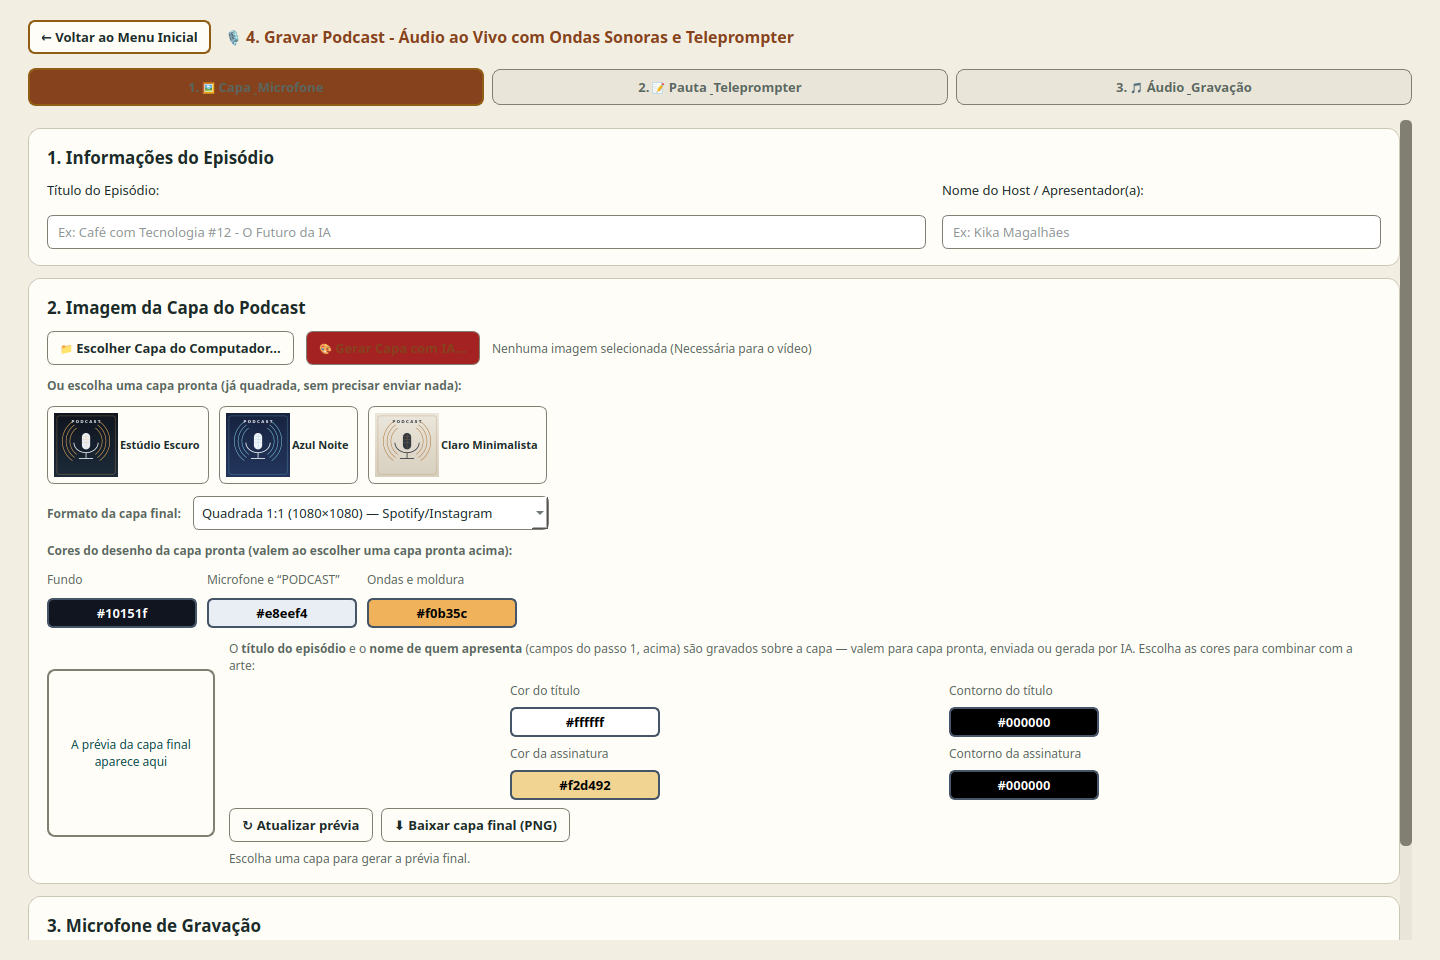 ← Voltar ao Menu Inicial
🎙️ 4. Gravar Podcast - Áudio ao Vivo com Ondas Sonoras e Teleprompter
1. 🖼️ Capa _Microfone
2. 📝 Pauta _Teleprompter
3. 🎵 Áudio _Gravação
1. Informações do Episódio
Título do Episódio:
Nome do Host / Apresentador(a):
Ex: Café com Tecnologia #12 - O Futuro da IA
Ex: Kika Magalhães
2. Imagem da Capa do Podcast
📁 Escolher Capa do Computador...
🎨 Gerar Capa com IA...
Nenhuma imagem selecionada (Necessária para o vídeo)
Ou escolha uma capa pronta (já quadrada, sem precisar enviar nada):
PODCAST
Estúdio Escuro
PODCAST
Azul Noite
PODCAST
Claro Minimalista
Formato da capa final:
Quadrada 1:1 (1080×1080) — Spotify/Instagram
Cores do desenho da capa pronta (valem ao escolher uma capa pronta acima):
Fundo
Microfone e “PODCAST”
Ondas e moldura
#10151f
#e8eef4
#f0b35c
O título do episódio e o nome de quem apresenta (campos do passo 1, acima) são gravados sobre a capa — valem para capa pronta, enviada ou gerada por IA. Escolha as cores para combinar com a
arte:
A prévia da capa final
aparece aqui
Cor do título
Contorno do título
#ffffff
#000000
Cor da assinatura
Contorno da assinatura
#f2d492
#000000
↻ Atualizar prévia
⬇ Baixar capa final (PNG)
Escolha uma capa para gerar a prévia final.
3. Microfone de Gravação